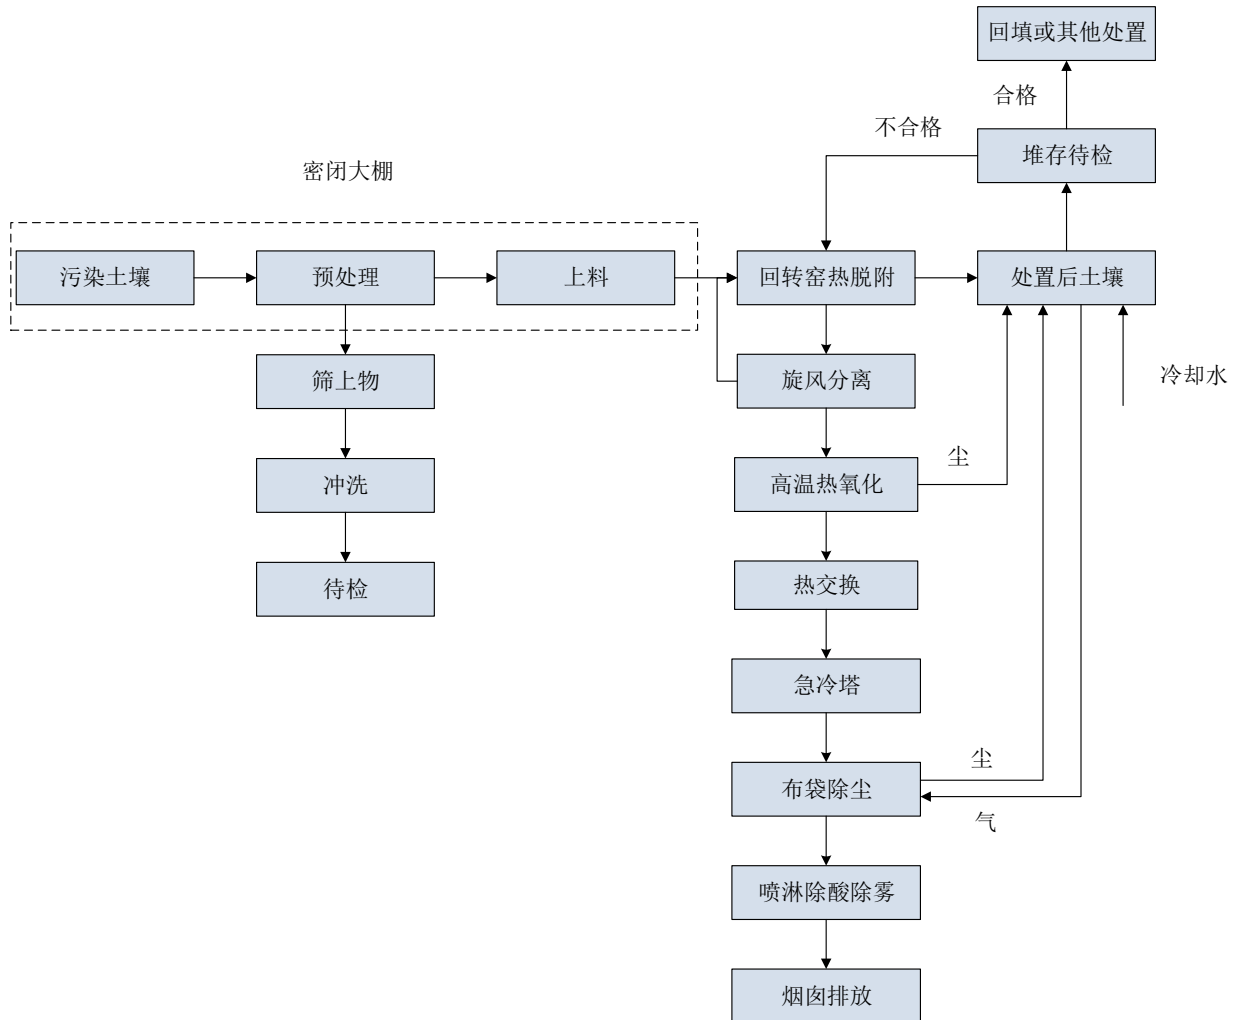 回填或其他处置
合格
不合格
堆存待检
密闭大棚
污染土壤
预处理
上料
回转窑热脱附
处置后土壤
筛上物
旋风分离
冷却水
冲洗
高温热氧化
尘
待检
热交换
急冷塔
布袋除尘
尘
气
喷淋除酸除雾
烟囱排放